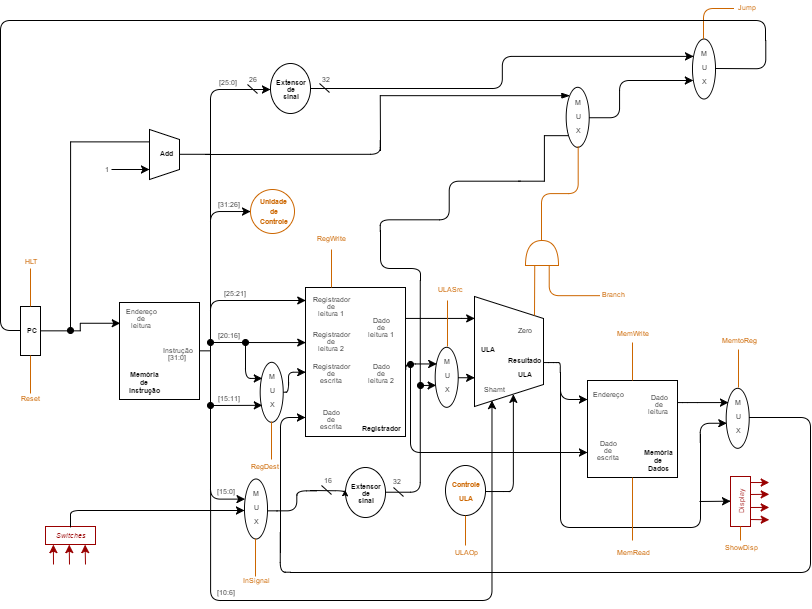 Jump
M
U
X
[25:0]
26
Extensor
de
sinal
32
M
U
X
Add
1
[31:26]
Unidade
de
Controle
HLT
RegWrite
PC
Reset
Endereço
de
leitura
Instrução
[31:0]
Memória
de
Instrução
[25:21]
[20:16]
[15:11]
M
U
X
RegDest
Registrador
de
leitura 1
Registrador
de
leitura 2
Registrador
de
escrita
Dado
de
escrita
Dado
de
leitura 1
Dado
de
leitura 2
Registrador
ULASrc
M
U
X
Zero
ULA
Resultado
ULA
Shamt
Branch
MemWrite
Endereço
Dado
de
leitura
Dado
de
escrita
Memória
de
Dados
MemRead
MemtoReg
M
U
X
[15:0]
M
U
X
InSignal
16
Extensor
de
sinal
32
Controle
ULA
ULAOp
Switches
Display
ShowDisp
[10:6]